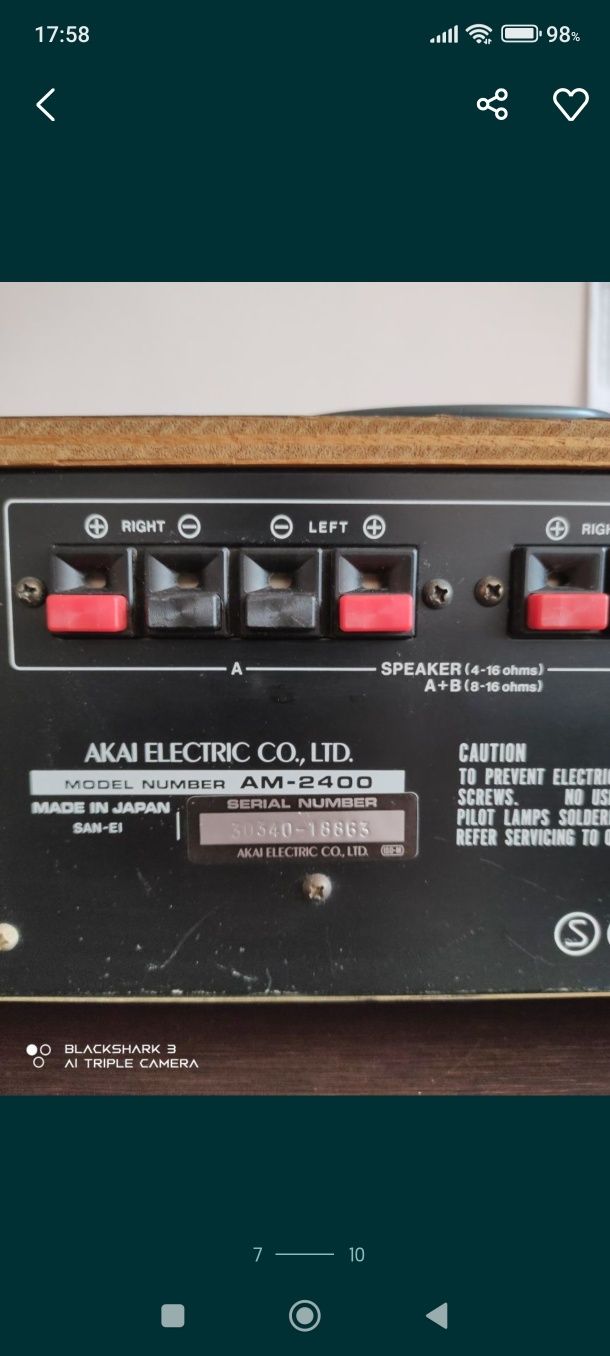 17:58
98%
RIGHT
LEFT
RIGH
A
SPEAKER (4-16 ohms)
A+B (8-16 ohms)
AKAI ELECTRIC CO., LTD.
MODEL NUMBER AM-2400
MADE IN JAPAN
SERIAL NUMBER
SAN-EI
30340-18863
AKAI ELECTRIC CO., LTD.
CAUTION
TO PREVENT ELECTRI
SCREWS. NO US
PILOT LAMPS SOLDER
REFER SERVICING TO
S
BLACKSHARK 3
AI TRIPLE CAMERA
7
10